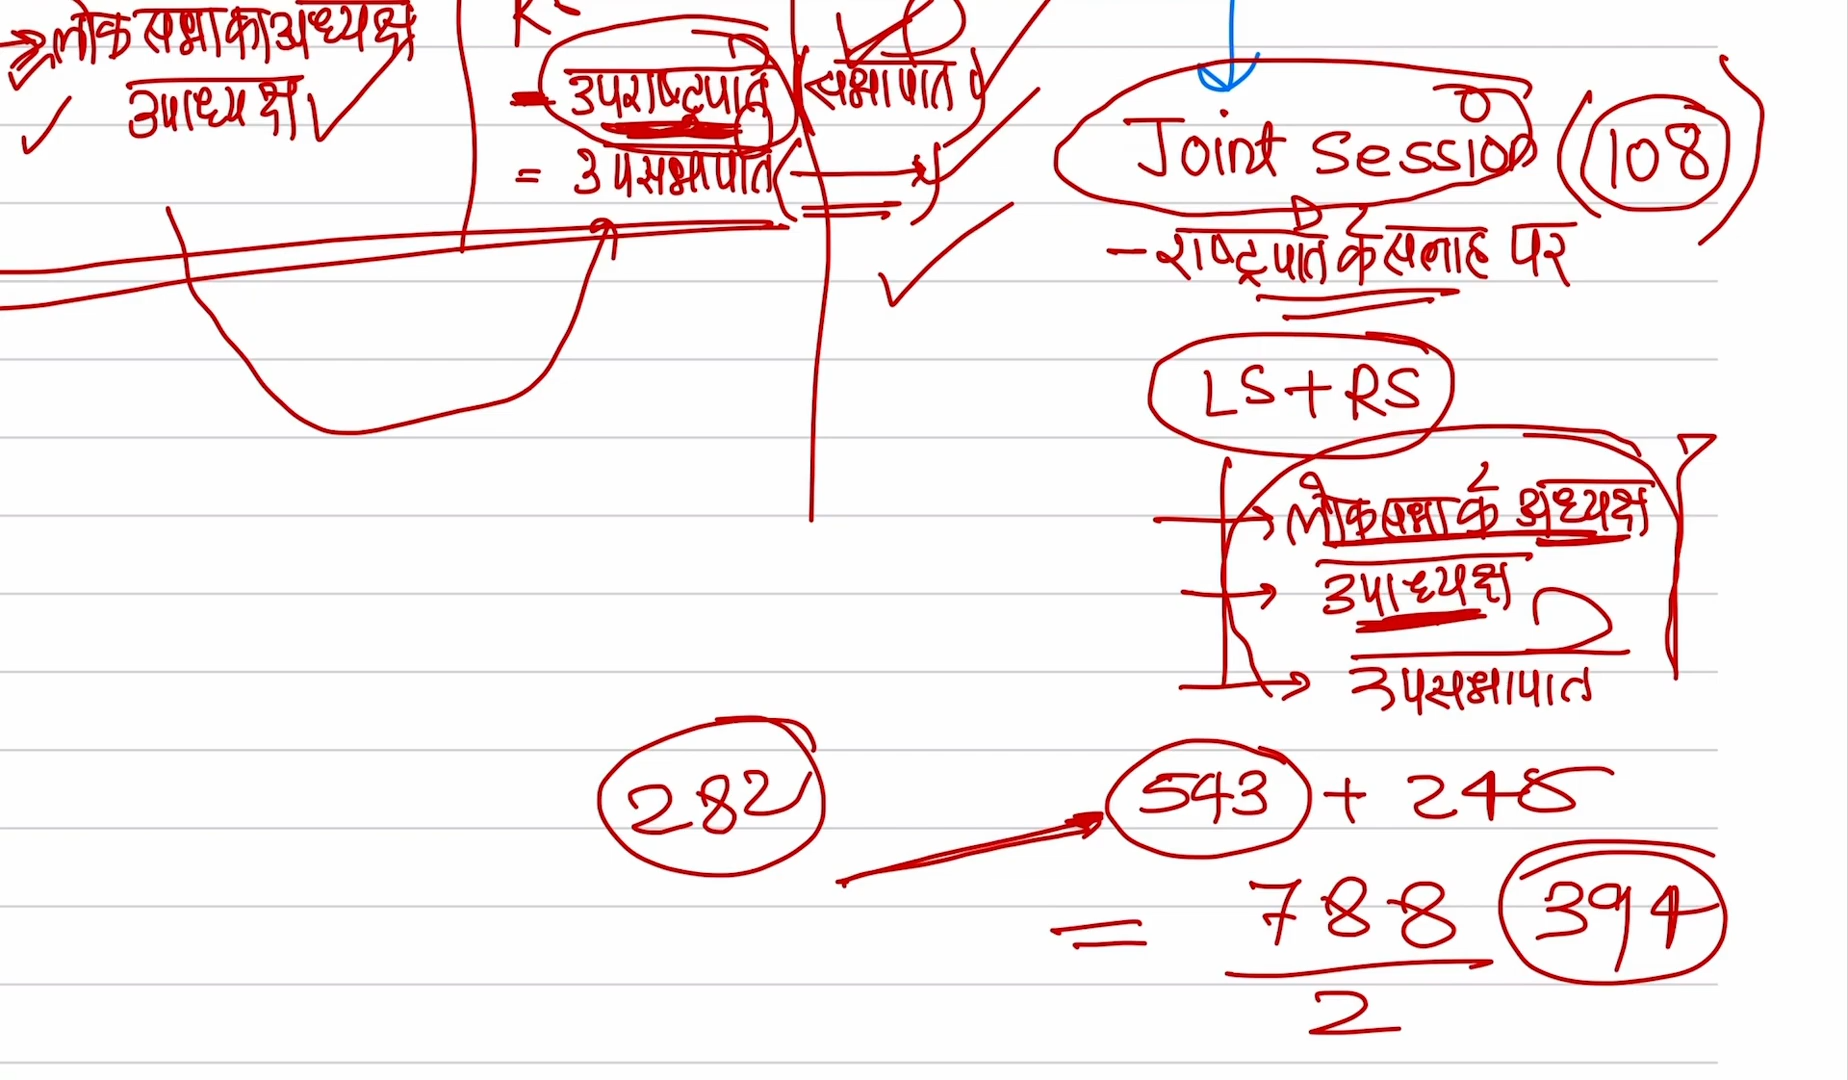 लोक सभा का अध्यक्ष
उपाध्यक्ष
- उपराष्ट्रपति (सभापति)
= उपसभापति
Joint Session (108)
- राष्ट्रपति के सलाह पर
LS + RS
→ लोक सभा के अध्यक्ष
→ उपाध्यक्ष
→ उपसभापति
282
543 + 245
= 788 394
2